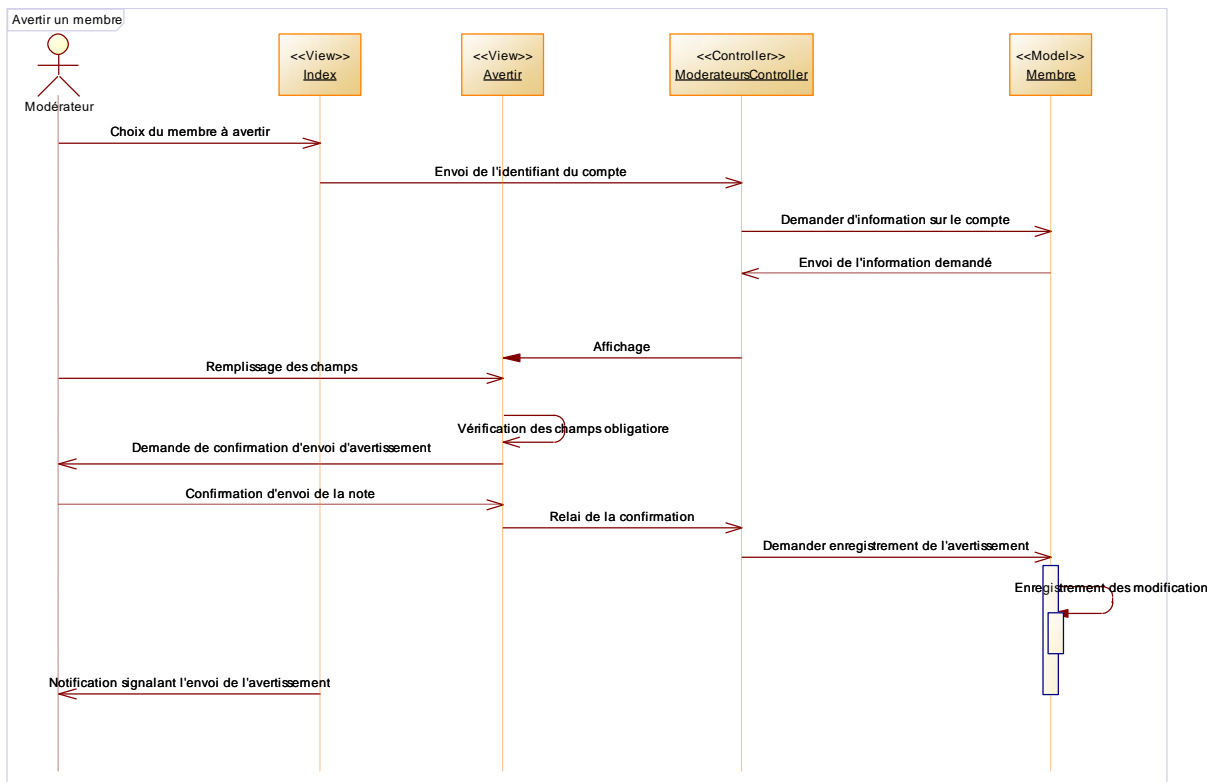 Avertir un membre
Modérateur
<<View>>
Index
<<View>>
Avertir
<<Controller>>
ModerateursController
<<Model>>
Membre
Choix du membre à avertir
Envoi de l'identifiant du compte
Demander d'information sur le compte
Envoi de l'information demandé
Affichage
Remplissage des champs
Vérification des champs obligatiore
Demande de confirmation d'envoi d'avertissement
Confirmation d'envoi de la note
Relai de la confirmation
Demander enregistrement de l'avertissement
Enregistrement des modification
Notification signalant l'envoi de l'avertissement